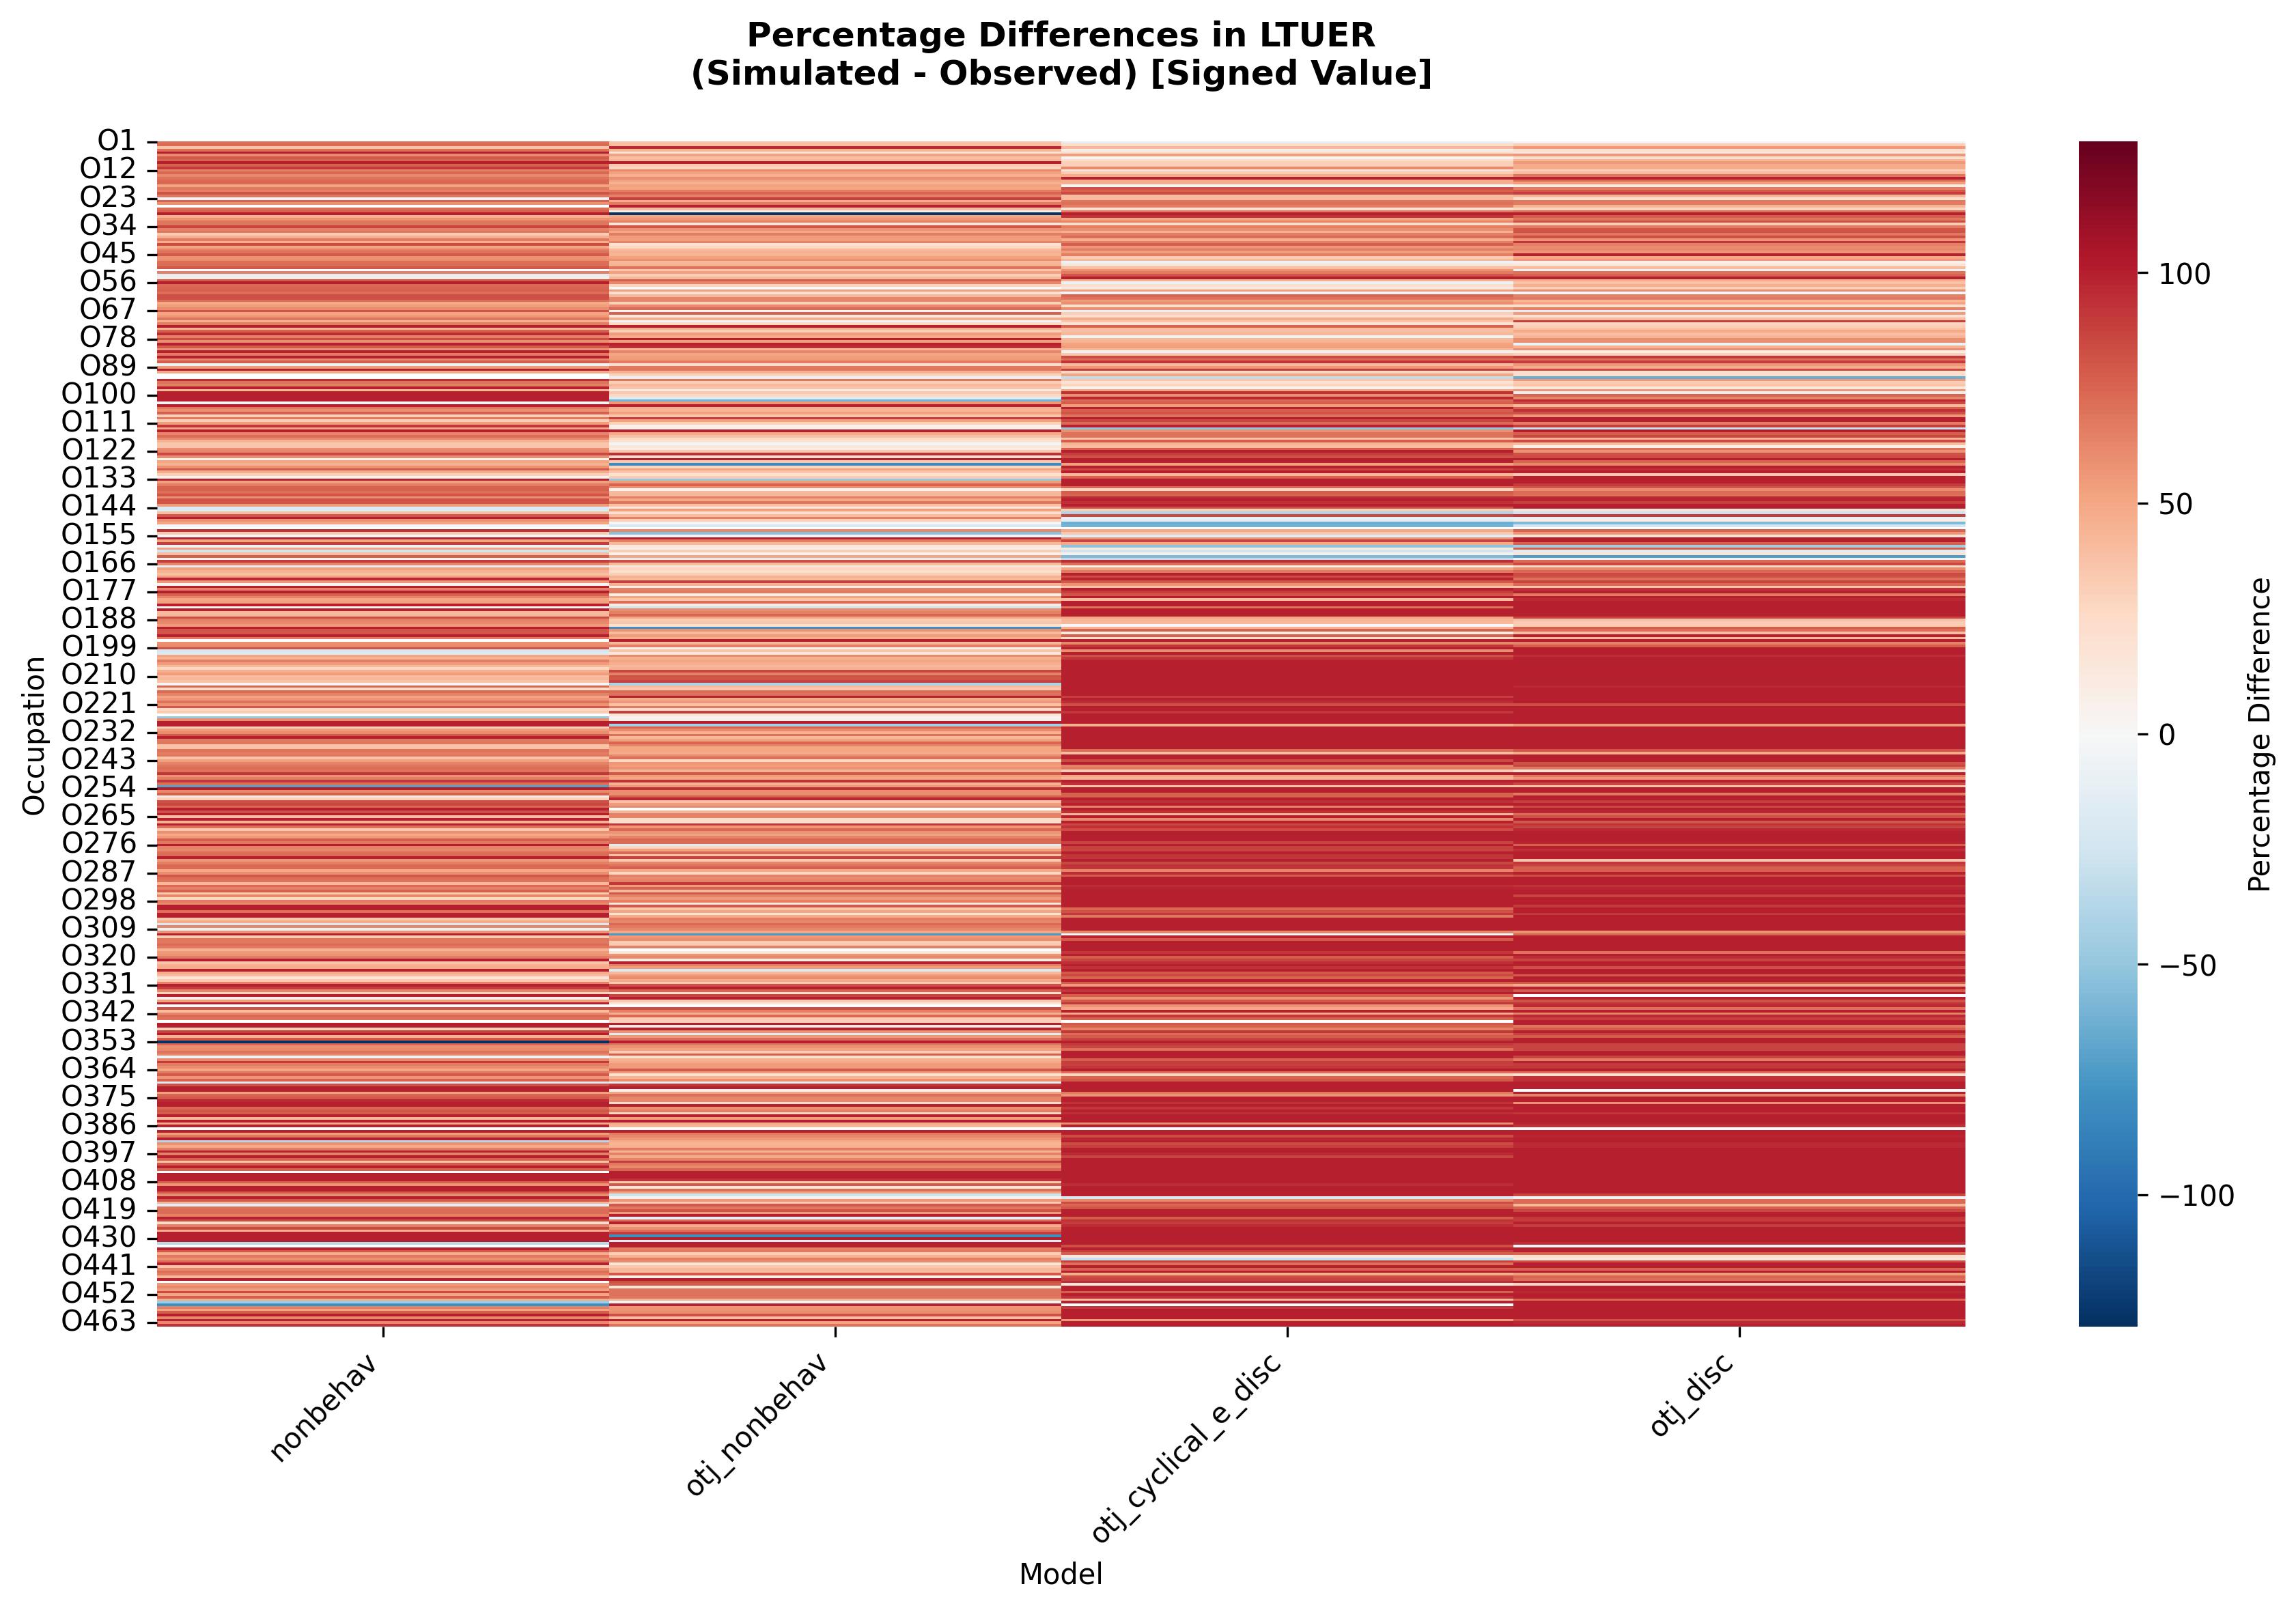 Percentage Differences in LTUER
(Simulated - Observed) [Signed Value]
Occupation
O1
O12
O23
O34
O45
O56
O67
O78
O89
O100
O111
O122
O133
O144
O155
O166
O177
O188
O199
O210
O221
O232
O243
O254
O265
O276
O287
O298
O309
O320
O331
O342
O353
O364
O375
O386
O397
O408
O419
O430
O441
O452
O463
nonbehav
otj_nonbehav
otj_cyclical_e_disc
otj_disc
Model
100
50
0
−50
−100
Percentage Difference